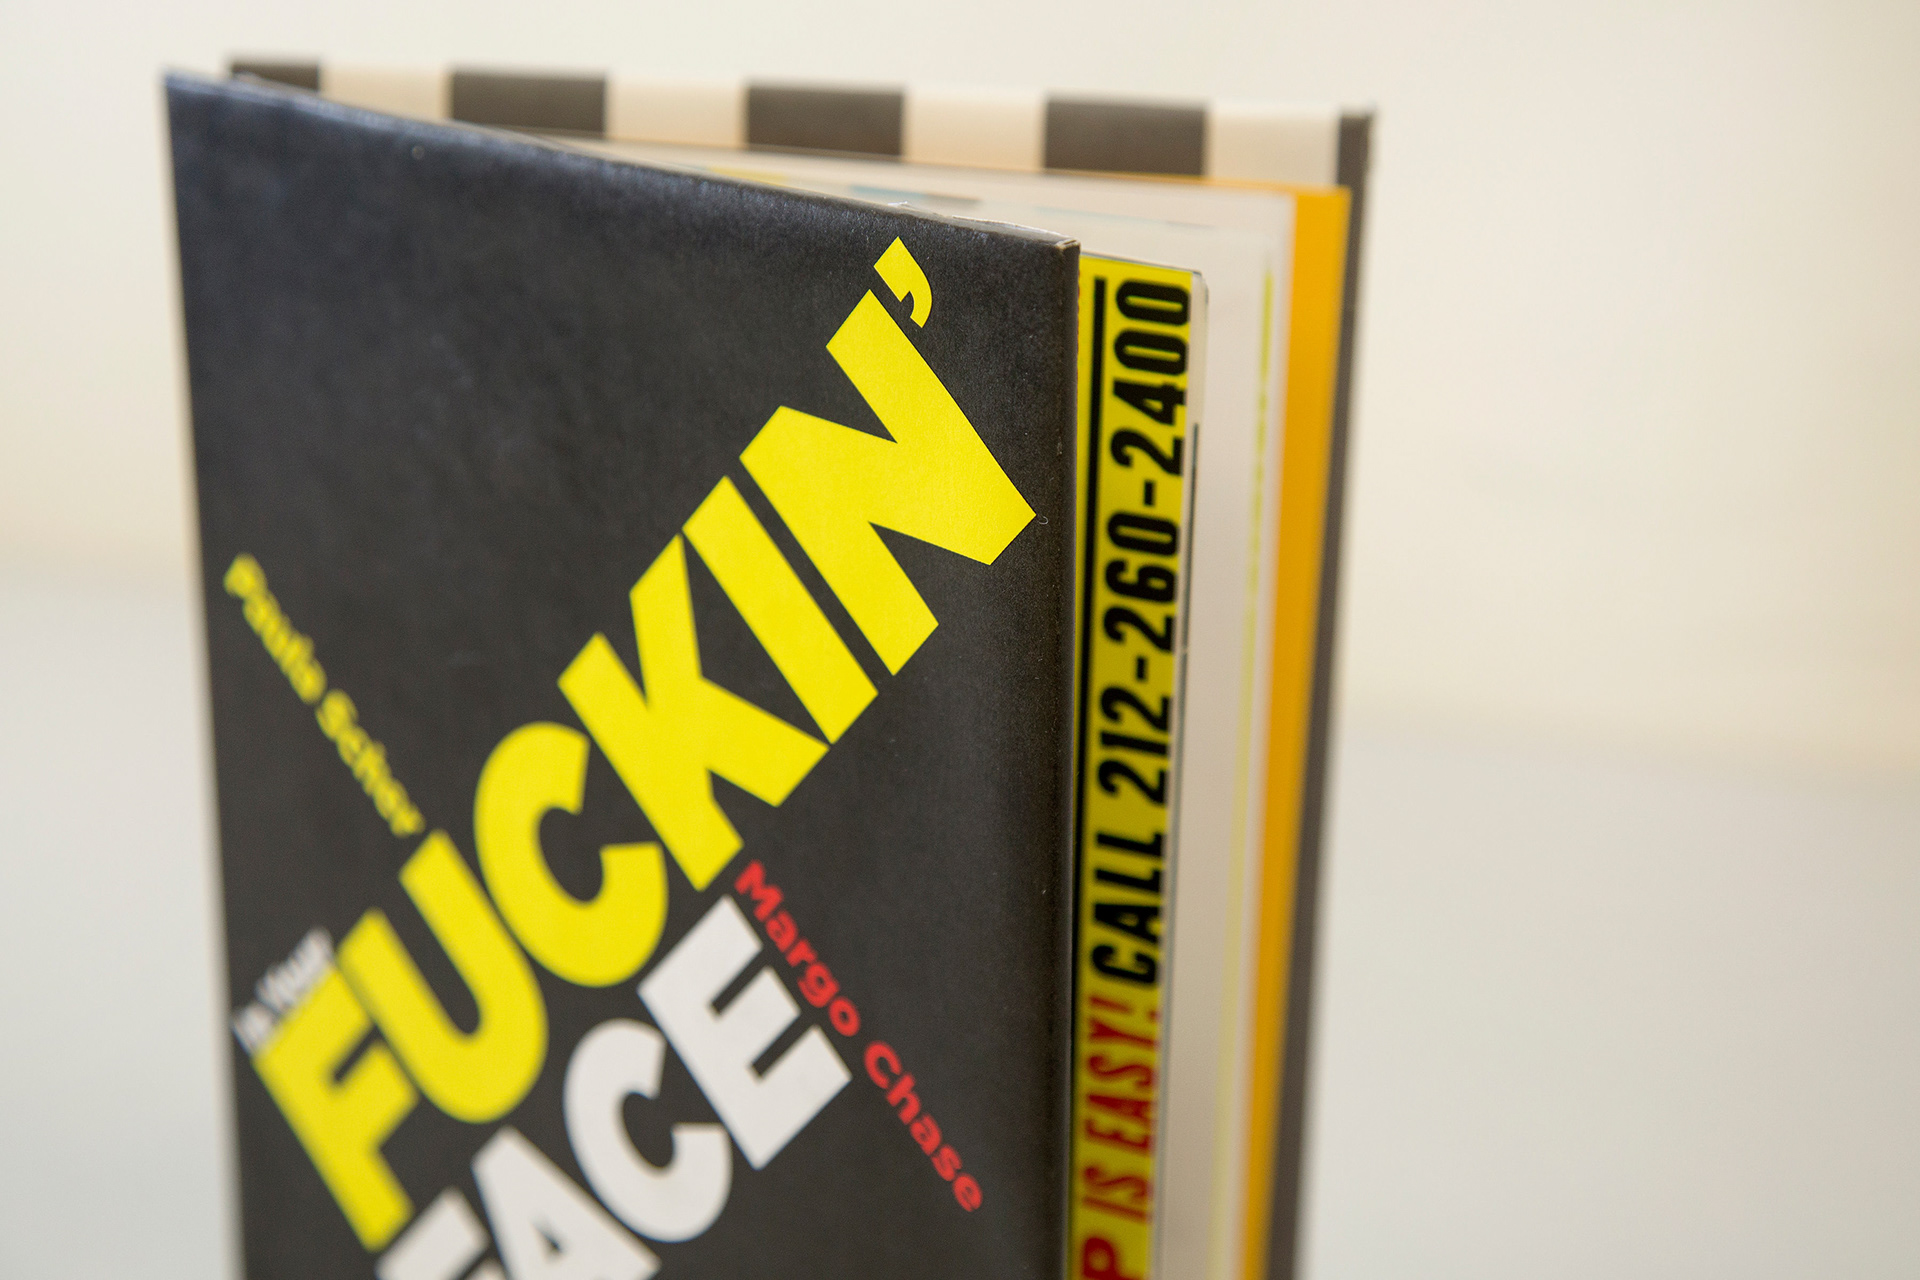 Paula Scher
in Your
FUCKIN’
FACE
Margo Chase
P IS EASY! CALL 212-260-2400